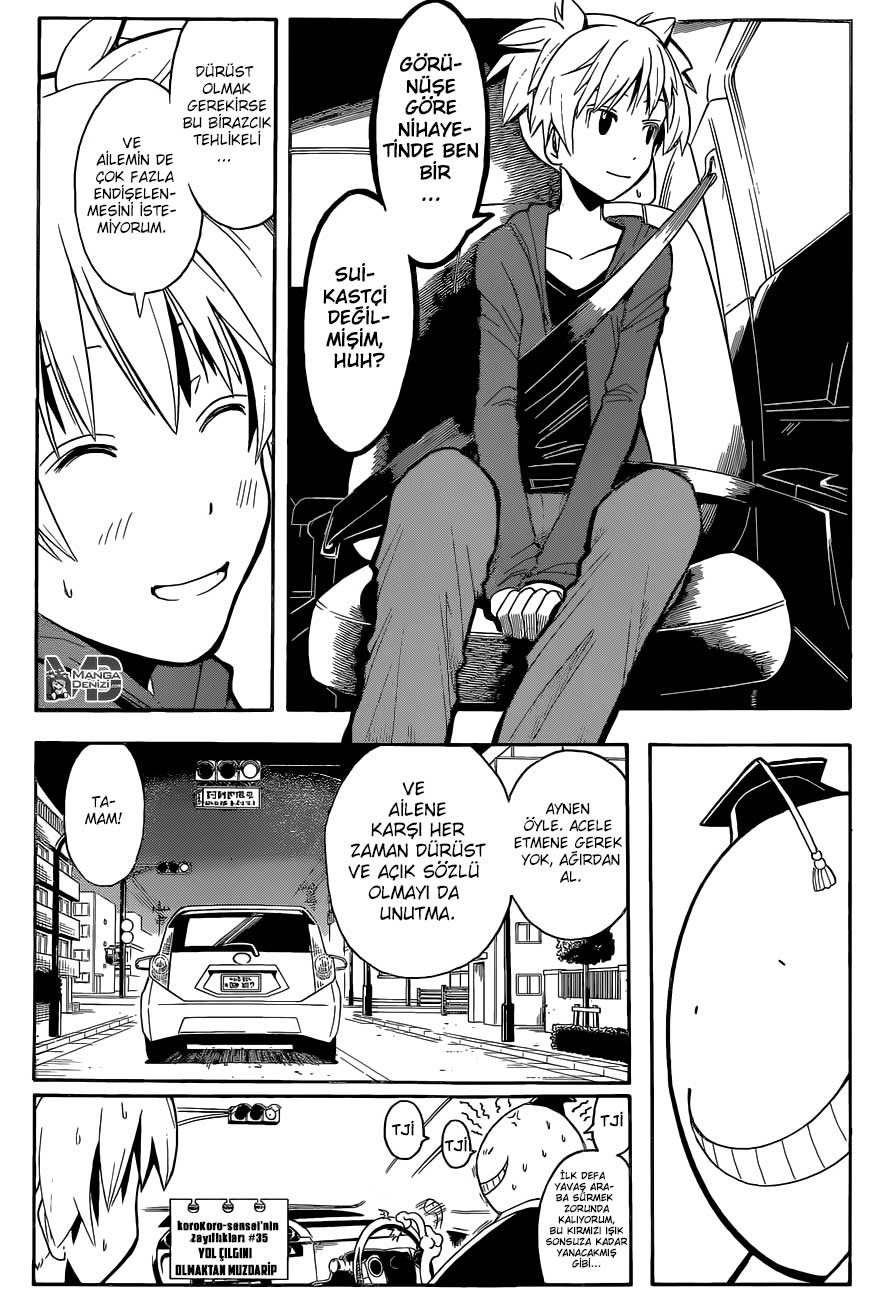 GÖRÜ-
NÜŞE
GÖRE
NİHAYE-
TİNDE BEN
BİR
...
SUİ-
KASTÇİ
DEĞİL-
MİŞİM,
HUH?
DÜRÜST
OLMAK
GEREKİRSE
BU BİRAZCIK
TEHLİKELİ
...
VE
AİLEMİN DE
ÇOK FAZLA
ENDİŞELEN-
MESİNİ İSTE-
MİYORUM.
MD
MANGA
DENİZİ
AYNEN
ÖYLE. ACELE
ETMENE GEREK
YOK, AĞIRDAN
AL.
VE
AİLENE
KARŞI HER
ZAMAN DÜRÜST
VE AÇIK SÖZLÜ
OLMAYI DA
UNUTMA.
TA-
MAM!
İLK DEFA
YAVAŞ ARA-
BA SÜRMEK
ZORUNDA
KALIYORUM,
BU KIRMIZI IŞIK
SONSUZA KADAR
YANACAKMIŞ
GİBİ...
TJİ
TJİ
TJİ
koroKoro-sensei'nin
Zayıflıkları #35
YOL ÇILGINI
OLMAKTAN MUZDARİP